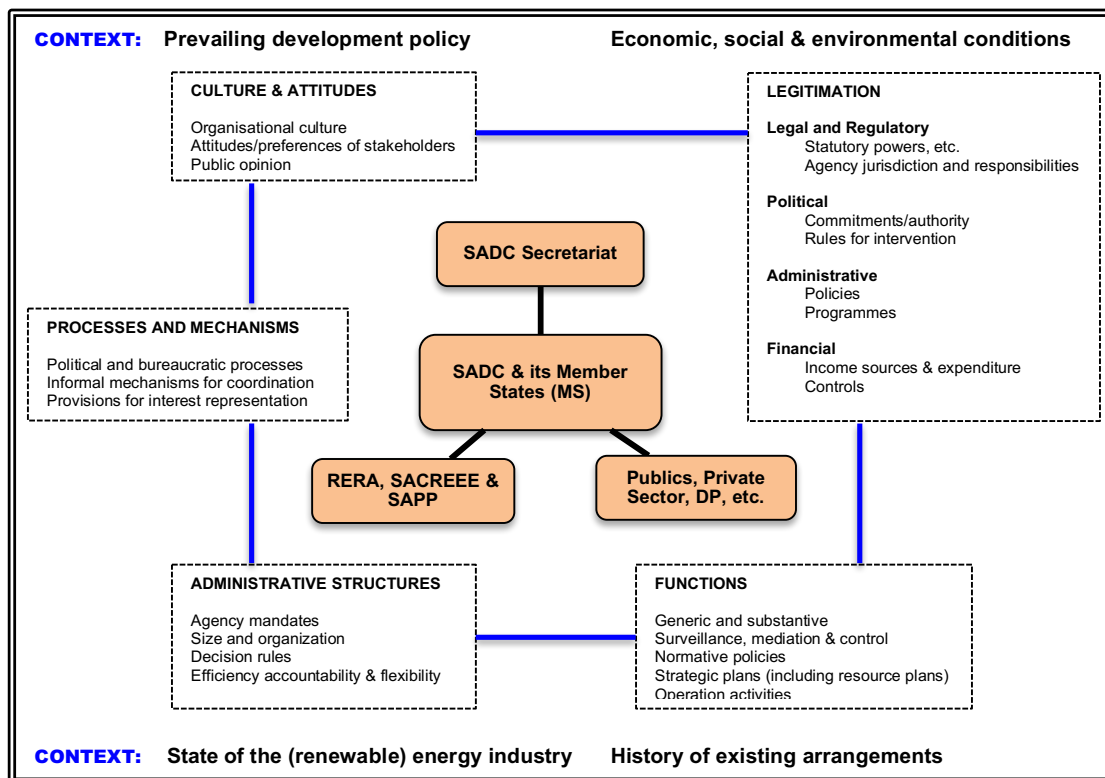 CONTEXT: Prevailing development policy
Economic, social & environmental conditions
CULTURE & ATTITUDES
Organisational culture
Attitudes/preferences of stakeholders
Public opinion
LEGITIMATION
Legal and Regulatory
Statutory powers, etc.
Agency jurisdiction and responsibilities
Political
Commitments/authority
Rules for intervention
Administrative
Policies
Programmes
Financial
Income sources & expenditure
Controls
SADC Secretariat
PROCESSES AND MECHANISMS
Political and bureaucratic processes
Informal mechanisms for coordination
Provisions for interest representation
SADC & its Member
States (MS)
RERA, SACREEE &
SAPP
Publics, Private
Sector, DP, etc.
ADMINISTRATIVE STRUCTURES
Agency mandates
Size and organization
Decision rules
Efficiency accountability & flexibility
FUNCTIONS
Generic and substantive
Surveillance, mediation & control
Normative policies
Strategic plans (including resource plans)
Operation activities
CONTEXT: State of the (renewable) energy industry
History of existing arrangements